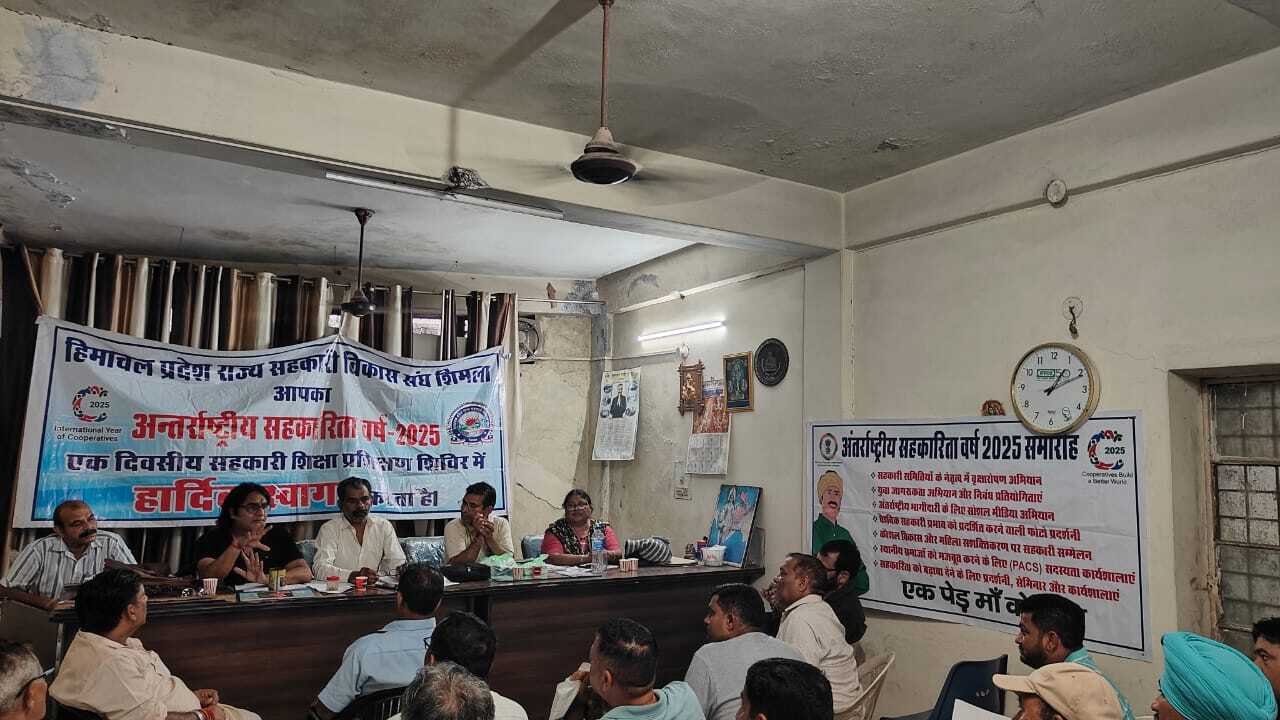 हिमाचल प्रदेश राज्य सहकारी विकास संघ शिमला
आपका
2025
International Year
of Cooperatives
अन्तर्राष्ट्रीय सहकारिता वर्ष-2025
एक दिवसीय सहकारी शिक्षा प्रशिक्षण शिविर में
हार्दिक स्वागत करता है।
अंतर्राष्ट्रीय सहकारिता वर्ष 2025 समारोह
2025
Cooperatives Build
a Better World
सहकारी समितियों के नेतृत्व में वृक्षारोपण अभियान
युवा जागरूकता अभियान और निबंध प्रतियोगिताएं
अंतर्राष्ट्रीय भागीदारी के लिए सोशल मीडिया अभियान
वैश्विक सहकारी प्रभाव को प्रदर्शित करने वाली फोटो प्रदर्शनी
कौशल विकास और महिला सशक्तिकरण पर सहकारी सम्मेलन
स्थानीय प्रभाजों को मजबूत करने के लिए (PACS) सदस्यता कार्यशालाएं
सहकारिता को बढ़ावा देने के लिए प्रदर्शनी, सेमिनार और कार्यशालाएं
एक पेड़ माँ के